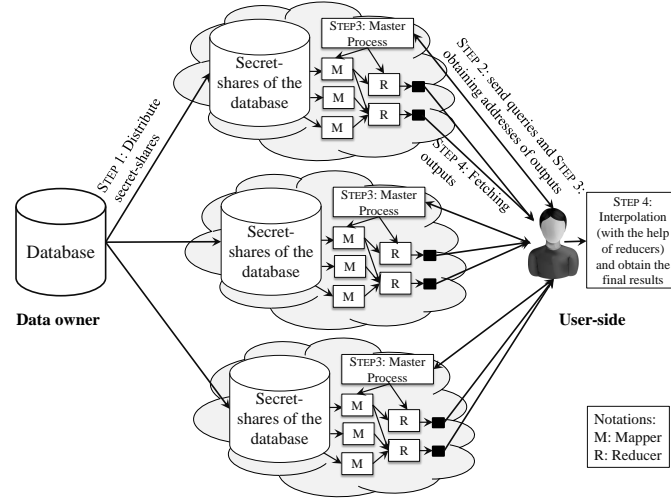 STEP3: Master
Process
Secret-
shares of the
database
M
M
M
R
R
STEP 1: Distribute
secret-shares
STEP 2: send queries and STEP 3:
obtaining addresses of outputs
STEP 4: Fetching
outputs
Database
Data owner
STEP3: Master
Process
Secret-
shares of the
database
M
M
M
R
R
STEP 4:
Interpolation
(with the help
of reducers)
and obtain the
final results
User-side
STEP3: Master
Process
Secret-
shares of the
database
M
M
M
R
R
Notations:
M: Mapper
R: Reducer